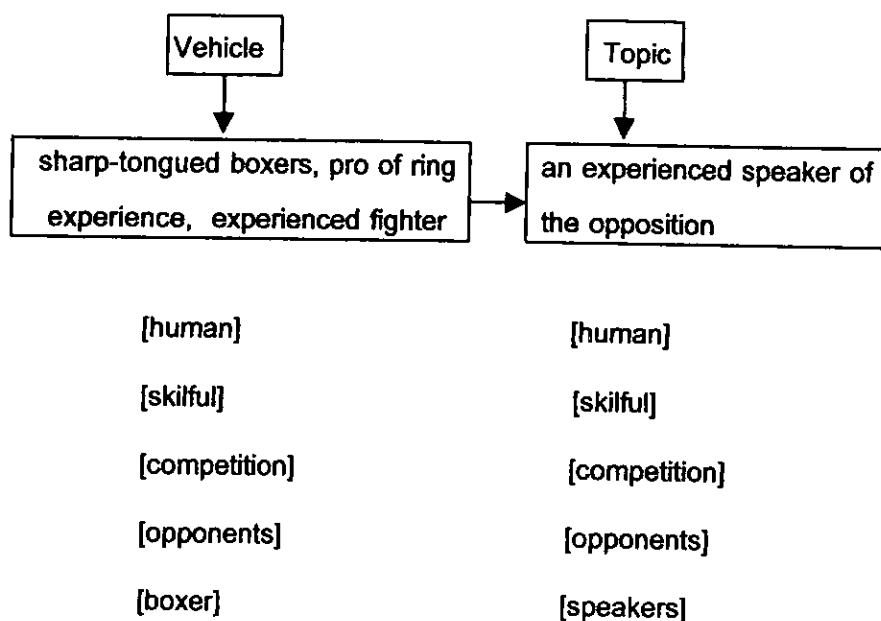 Vehicle
Topic
sharp-tongued boxers, pro of ring
experience, experienced fighter
an experienced speaker of
the opposition
[human]
[human]
[skilful]
[skilful]
[competition]
[competition]
[opponents]
[opponents]
[boxer]
[speakers]